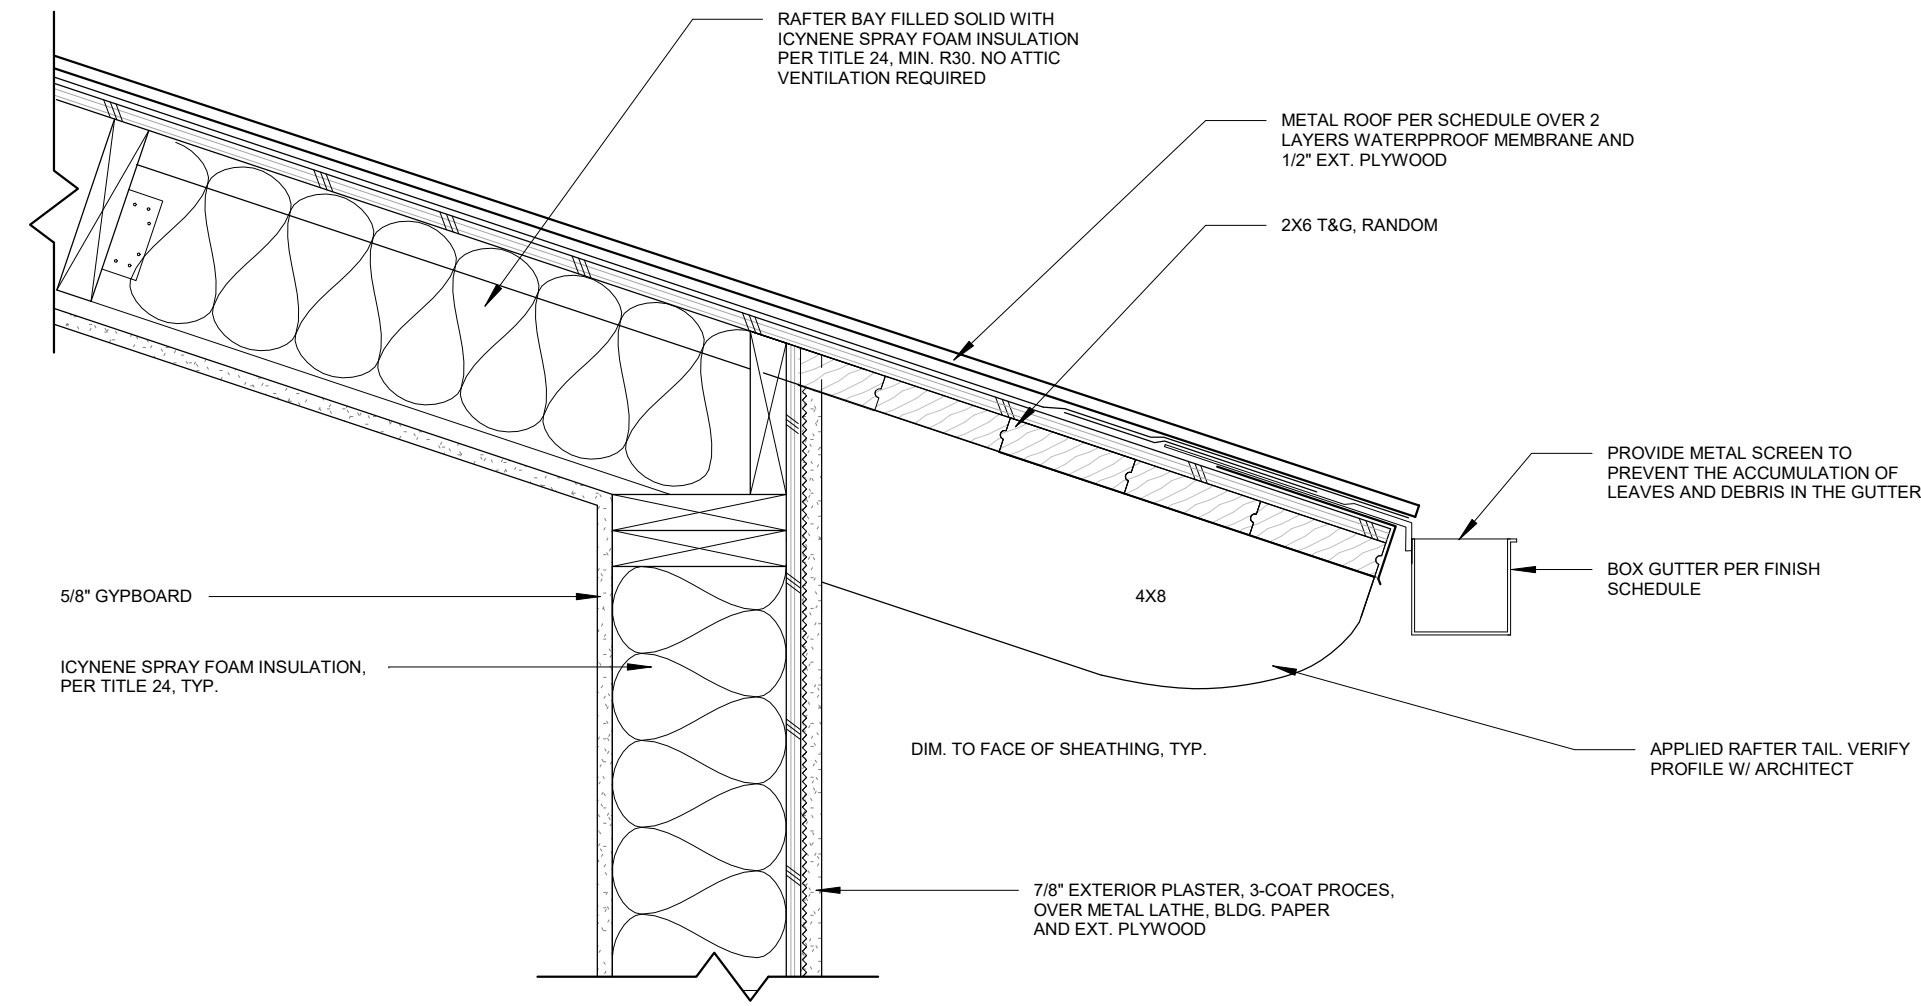 RAFTER BAY FILLED SOLID WITH
ICYNENE SPRAY FOAM INSULATION
PER TITLE 24, MIN. R30. NO ATTIC
VENTILATION REQUIRED
METAL ROOF PER SCHEDULE OVER 2
LAYERS WATERPPROOF MEMBRANE AND
1/2" EXT. PLYWOOD
2X6 T&G, RANDOM
PROVIDE METAL SCREEN TO
PREVENT THE ACCUMULATION OF
LEAVES AND DEBRIS IN THE GUTTER
BOX GUTTER PER FINISH
SCHEDULE
5/8" GYPBOARD
4X8
ICYNENE SPRAY FOAM INSULATION,
PER TITLE 24, TYP.
DIM. TO FACE OF SHEATHING, TYP.
APPLIED RAFTER TAIL. VERIFY
PROFILE W/ ARCHITECT
7/8" EXTERIOR PLASTER, 3-COAT PROCES,
OVER METAL LATHE, BLDG. PAPER
AND EXT. PLYWOOD